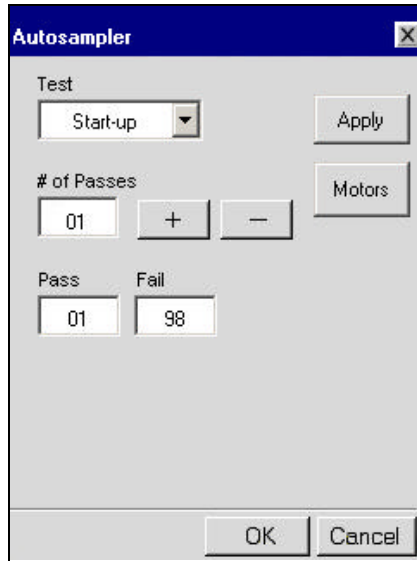 Autosampler
Test
Start-up
Apply
# of Passes
Motors
01 + −
Pass Fail
01 98
OK Cancel